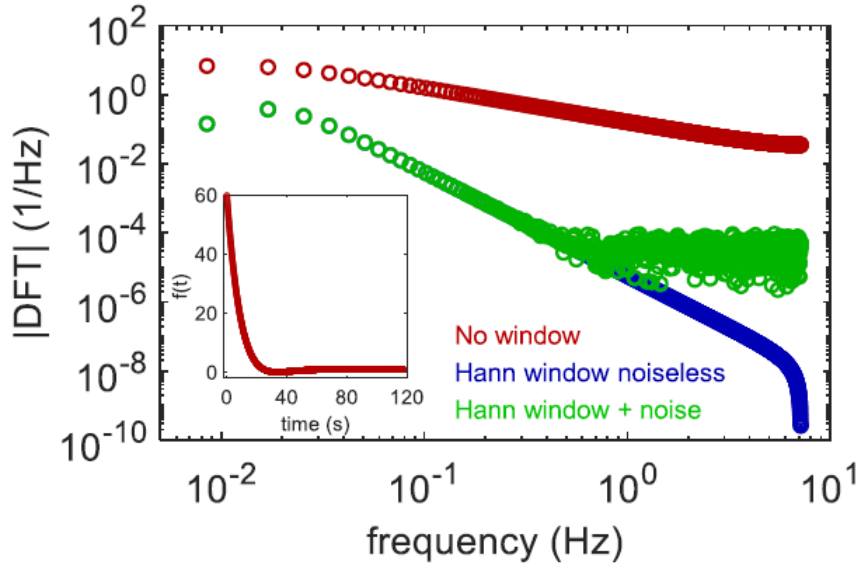 10^2
10^0
10^-2
10^-4
10^-6
10^-8
10^-10
|DFT| (1/Hz)
60
40
20
0
f(t)
0 40 80 120
time (s)
No window
Hann window noiseless
Hann window + noise
10^-2 10^-1 10^0 10^1
frequency (Hz)